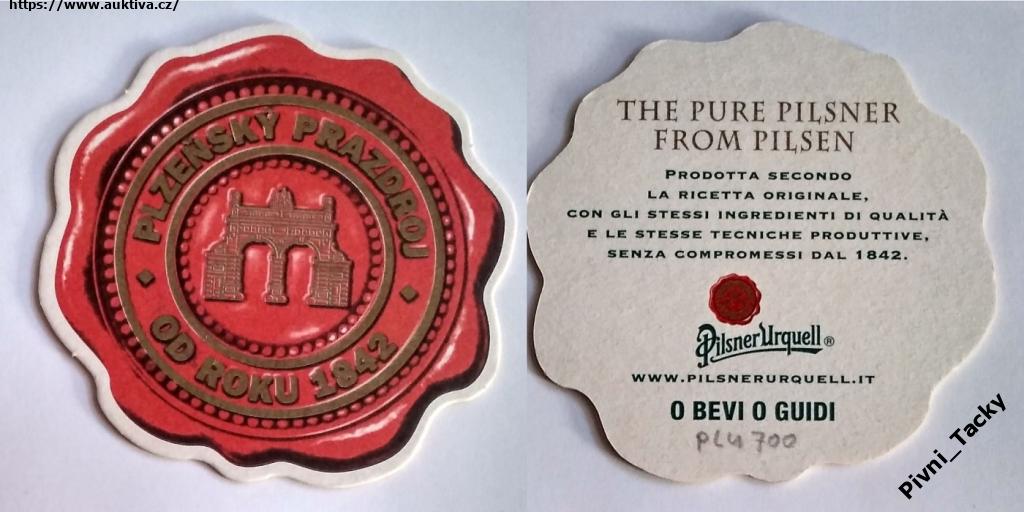 https://www.auktiva.cz/
PLZEŇSKÝ PRAZDROJ
OD ROKU 1842
THE PURE PILSNER
FROM PILSEN
PRODOTTA SECONDO
LA RICETTA ORIGINALE,
CON GLI STESSI INGREDIENTI DI QUALITÀ
E LE STESSE TECNICHE PRODUTTIVE,
SENZA COMPROMESSI DAL 1842.
Pilsner Urquell®
WWW.PILSNERURQUELL.IT
O BEVI O GUIDI
PLU 700
Pivni_Tacky